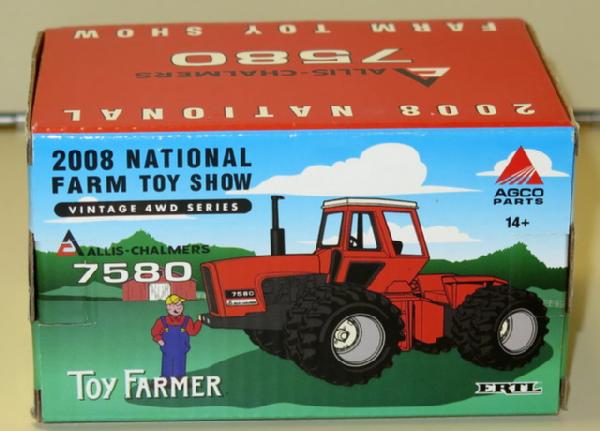 FARM TOY SHOW
ALLIS-CHALMERS
7580
2008 NATIONAL
2008 NATIONAL
FARM TOY SHOW
VINTAGE 4WD SERIES
AGCO
PARTS
14+
ALLIS-CHALMERS
7580
7580
TOY FARMER
ERTL